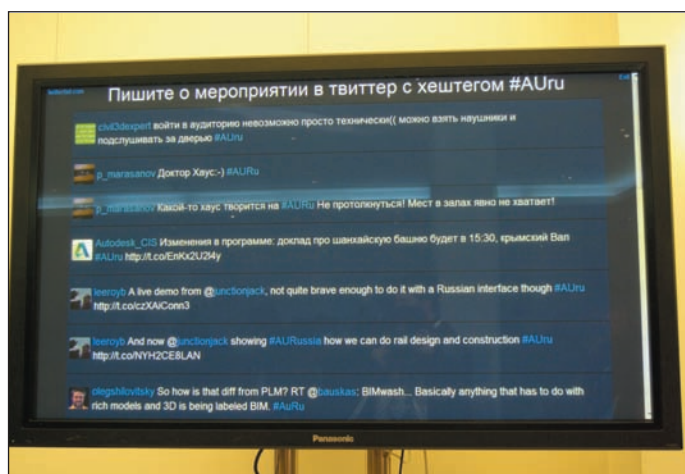 Пишите о мероприятии в твиттер с хештегом #AUru
Exit
civil3dexpert войти в аудиторию невозможно просто технически(( можно взять наушники и
подслушивать за дверью #AUru
p_marasanov Доктор Хаус:-) #AURu
p_marasanov Какой-то хаус творится на #AURu Не протолкнуться! Мест в залах явно не хватает!
Autodesk_CIS Изменения в программе: доклад про шанхайскую башню будет в 15:30, крымский Вал
#AUru http://t.co/EnKx2U2l4y
leeroyb A live demo from @junctionjack, not quite brave enough to do it with a Russian interface though #AUru
http://t.co/czXAiConn3
leeroyb And now @junctionjack showing #AURussia how we can do rail design and construction #AUru
http://t.co/NYH2CE8LAN
olegshilovitsky So how is that diff from PLM? RT @bauskas: BIMwash... Basically anything that has to do with
rich models and 3D is being labeled BIM. #AuRu
Panasonic